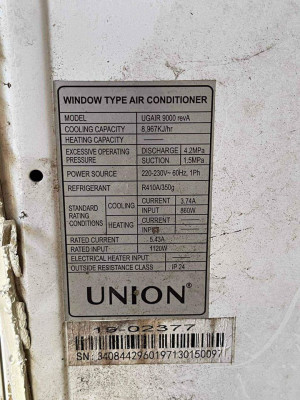 WINDOW TYPE AIR CONDITIONER
MODEL UGAIR 9000 revA
COOLING CAPACITY 8,967KJ/hr
HEATING CAPACITY -----
EXCESSIVE OPERATING PRESSURE DISCHARGE 4.2MPa
SUCTION 1.5MPa
POWER SOURCE 220-230V~ 60Hz, 1Ph
REFRIGERANT R410A/350g
STANDARD RATING CONDITIONS COOLING CURRENT 3.74A
INPUT 860W
HEATING CURRENT -----
INPUT -----
RATED CURRENT 5.43A
RATED INPUT 1120W
ELECTRICAL HEATER INPUT -----
OUTSIDE RESISTANCE CLASS IP 24
UNION®
19-02377
SN: 3408442960197130150097